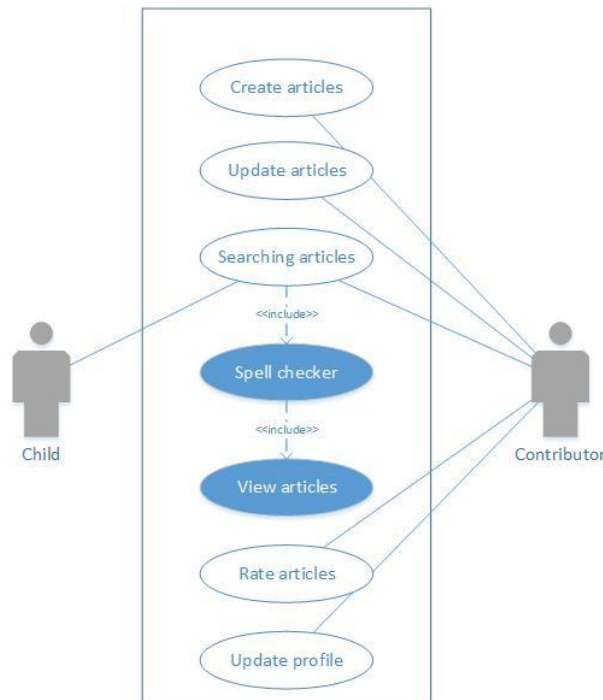 Create articles
Update articles
Searching articles
<<include>>
Spell checker
Child
Contributor
<<include>>
View articles
Rate articles
Update profile